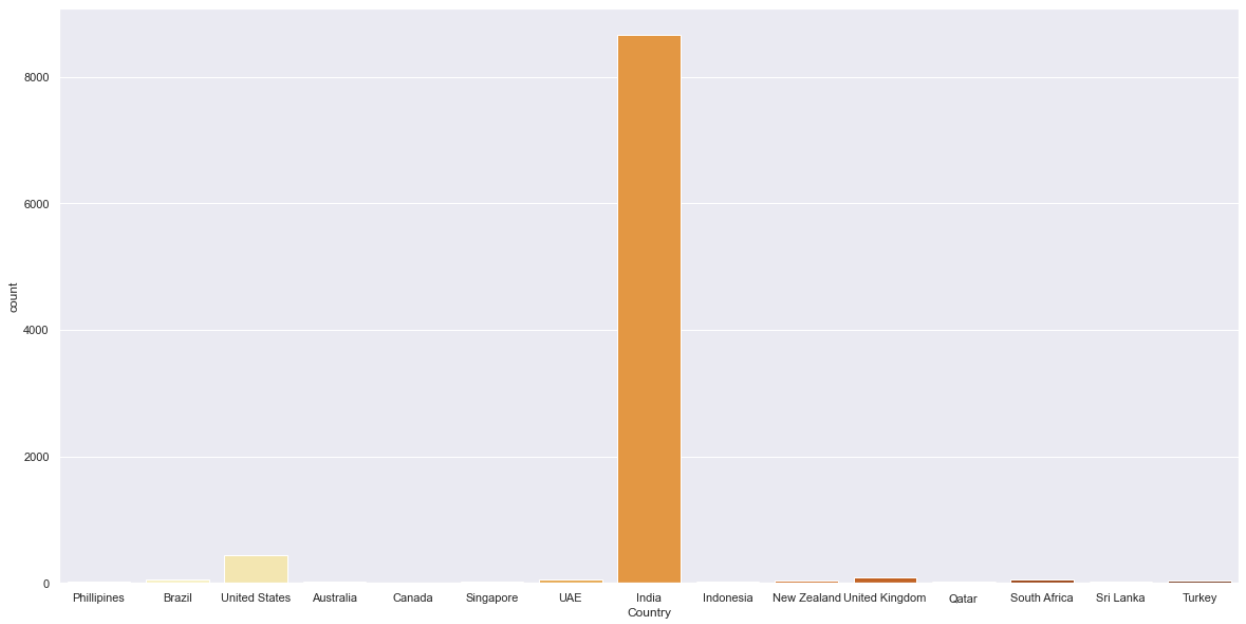 count
8000
6000
4000
2000
0
Phillipines Brazil United States Australia Canada Singapore UAE India Indonesia New Zealand United Kingdom Qatar South Africa Sri Lanka Turkey
Country